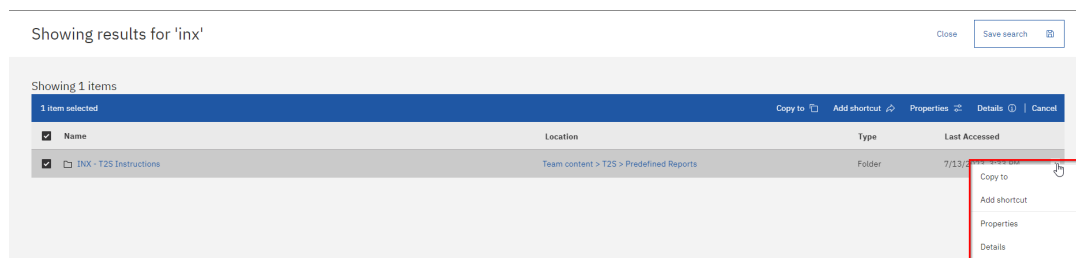 Showing results for 'inx'
Close Save search
Showing 1 items
1 item selected Copy to Add shortcut Properties Details | Cancel
Name Location Type Last Accessed
INX - T2S Instructions Team content > T2S > Predefined Reports Folder
Copy to
Add shortcut
Properties
Details